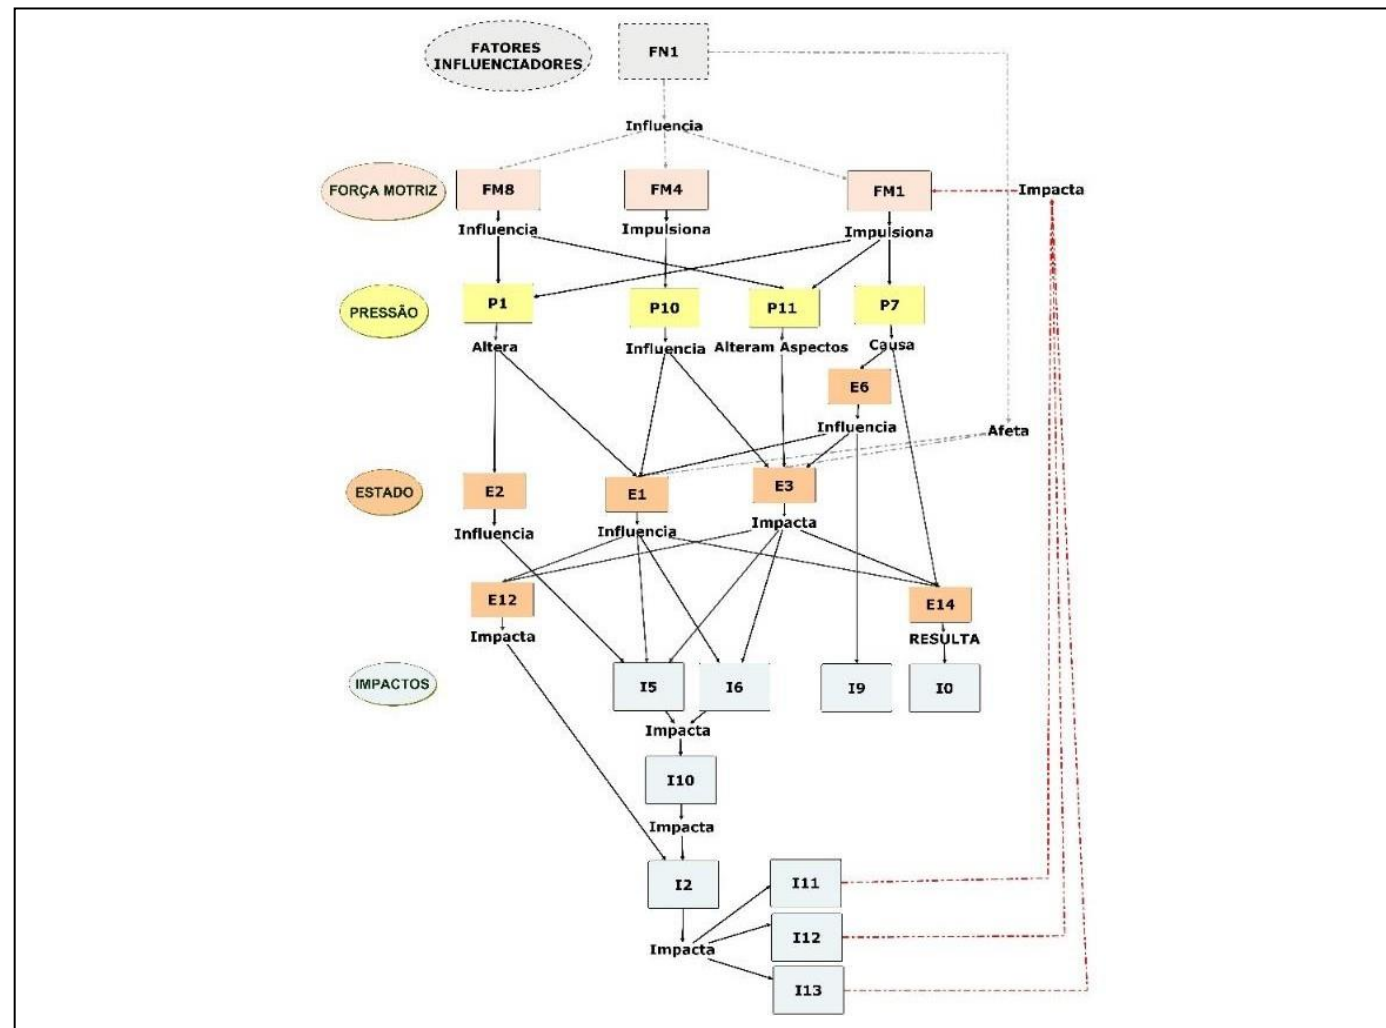 FATORES
INFLUENCIADORES
FN1
Influencia
FORÇA MOTRIZ
FM8
FM4
FM1
Impacta
Influencia
Impulsiona
Impulsiona
PRESSÃO
P1
P10
P11
P7
Altera
Influencia
Alteram Aspectos
Causa
E6
Influencia
Afeta
ESTADO
E2
E1
E3
Influencia
Influencia
Impacta
E12
E14
Impacta
RESULTA
IMPACTOS
I5
I6
I9
I0
Impacta
I10
Impacta
I2
I11
I12
Impacta
I13